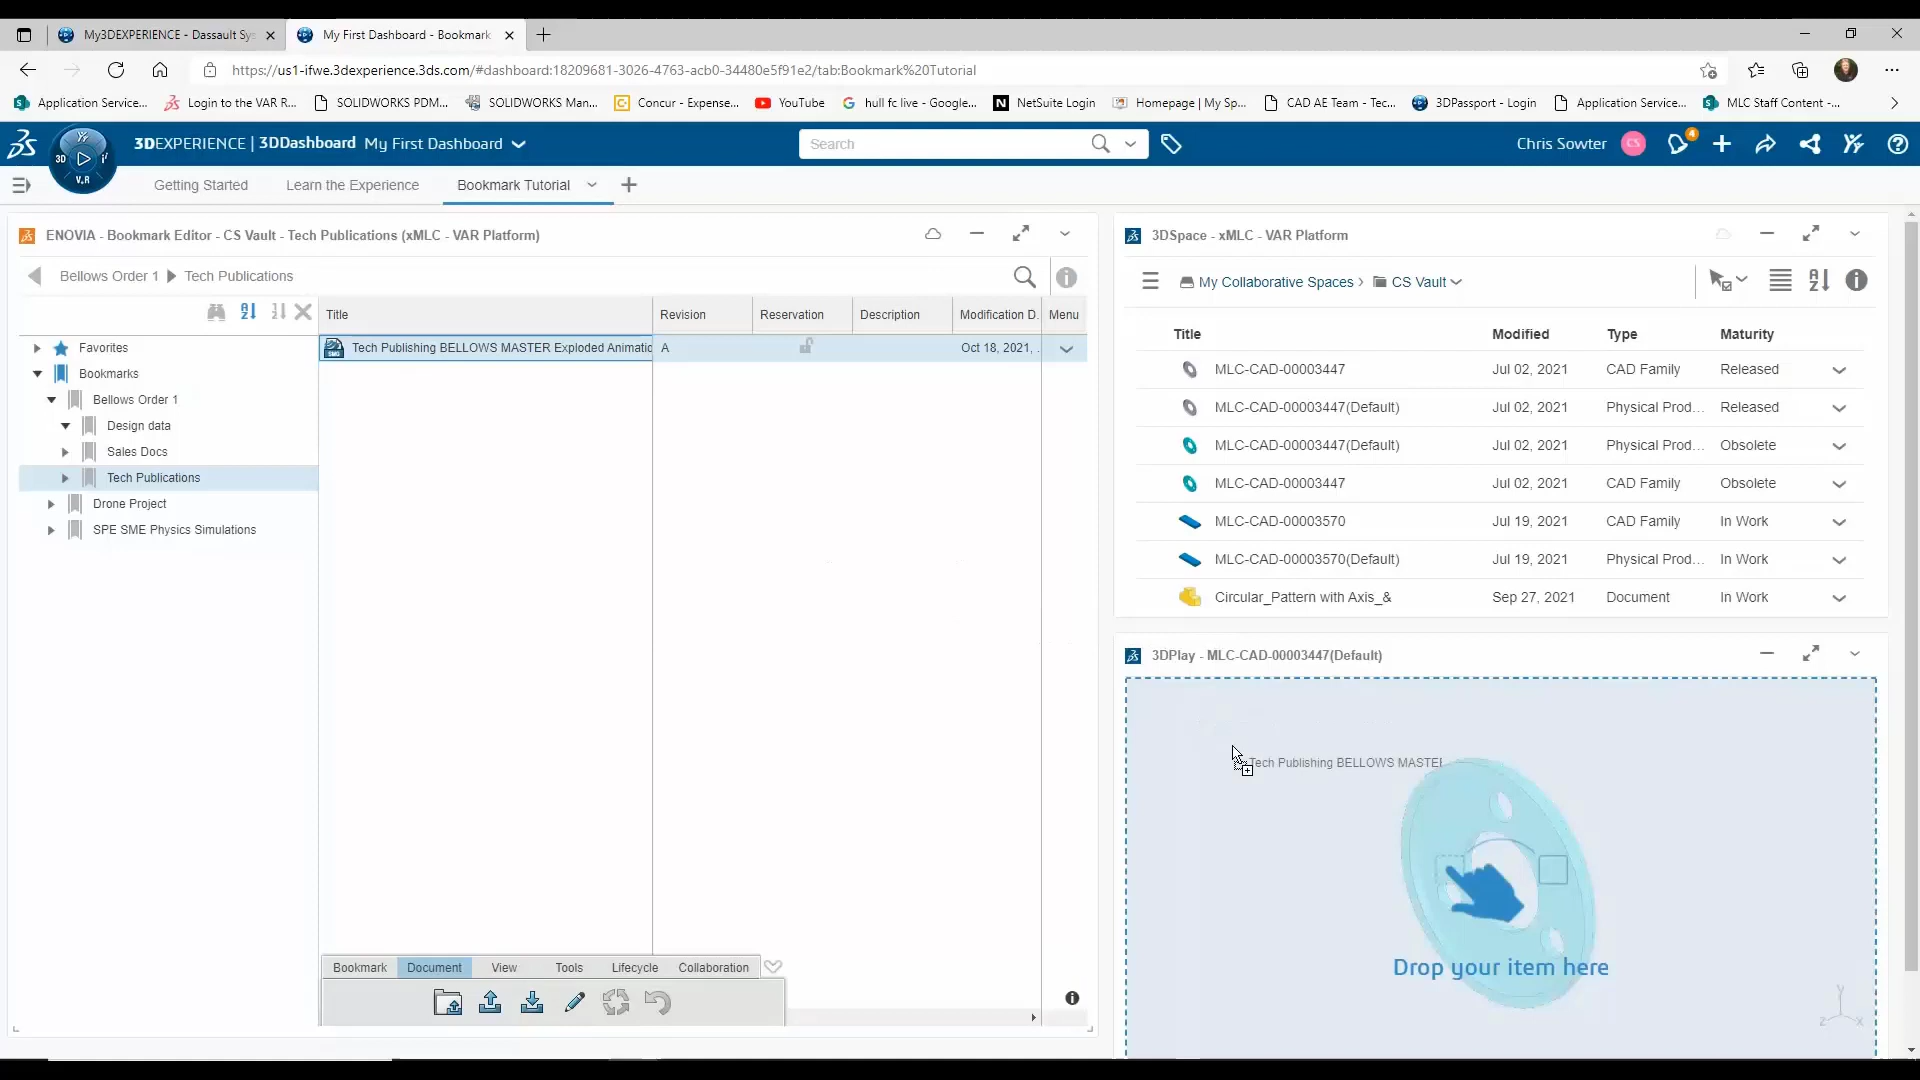 My3DEXPERIENCE - Dassault Sys
My First Dashboard - Bookmark
https://us1-ifwe.3dexperience.3ds.com/#dashboard:18209681-3026-4763-acb0-34480e5f91e2/tab:Bookmark%20Tutorial
Application Service...
Login to the VAR R...
SOLIDWORKS PDM...
SOLIDWORKS Man...
Concur - Expense...
YouTube
hull fc live - Google...
NetSuite Login
Homepage | My Sp...
CAD AE Team - Tec...
3DPassport - Login
Application Service...
MLC Staff Content -...
3D
V.R
3DEXPERIENCE | 3DDashboard My First Dashboard
Search
Chris Sowter
CS
4
Getting Started
Learn the Experience
Bookmark Tutorial
ENOVIA - Bookmark Editor - CS Vault - Tech Publications (xMLC - VAR Platform)
Bellows Order 1
Tech Publications
Title
Revision
Reservation
Description
Modification D.
Menu
Tech Publishing BELLOWS MASTER Exploded Animatic
A
Oct 18, 2021, .
Favorites
Bookmarks
Bellows Order 1
Design data
Sales Docs
Tech Publications
Drone Project
SPE SME Physics Simulations
Bookmark
Document
View
Tools
Lifecycle
Collaboration
3DSpace - xMLC - VAR Platform
My Collaborative Spaces
CS Vault
Title Modified Type Maturity
MLC-CAD-00003447 Jul 02, 2021 CAD Family Released
MLC-CAD-00003447(Default) Jul 02, 2021 Physical Prod... Released
MLC-CAD-00003447(Default) Jul 02, 2021 Physical Prod... Obsolete
MLC-CAD-00003447 Jul 02, 2021 CAD Family Obsolete
MLC-CAD-00003570 Jul 19, 2021 CAD Family In Work
MLC-CAD-00003570(Default) Jul 19, 2021 Physical Prod... In Work
Circular_Pattern with Axis_& Sep 27, 2021 Document In Work
3DPlay - MLC-CAD-00003447(Default)
Tech Publishing BELLOWS MASTER
Drop your item here
Y
Z X